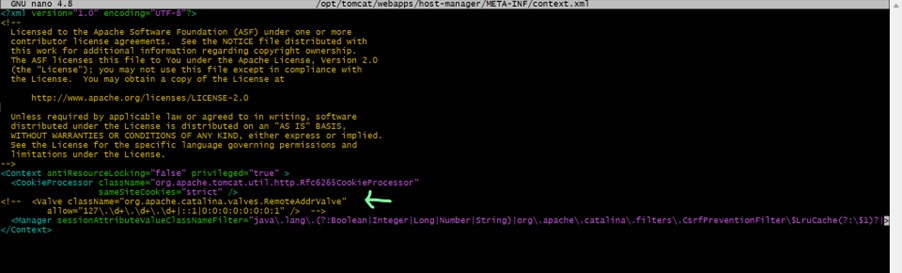 GNU nano 4.8 /opt/tomcat/webapps/host-manager/META-INF/context.xml
<?xml version="1.0" encoding="UTF-8"?>
<!--
Licensed to the Apache Software Foundation (ASF) under one or more
contributor license agreements.  See the NOTICE file distributed with
this work for additional information regarding copyright ownership.
The ASF licenses this file to You under the Apache License, Version 2.0
(the "License"); you may not use this file except in compliance with
the License.  You may obtain a copy of the License at
http://www.apache.org/licenses/LICENSE-2.0
Unless required by applicable law or agreed to in writing, software
distributed under the License is distributed on an "AS IS" BASIS,
WITHOUT WARRANTIES OR CONDITIONS OF ANY KIND, either express or implied.
See the License for the specific language governing permissions and
limitations under the License.
-->
<Context antiResourceLocking="false" privileged="true" >
<CookieProcessor className="org.apache.tomcat.util.http.Rfc6265CookieProcessor"
sameSiteCookies="strict" />
<!--  <Valve className="org.apache.catalina.valves.RemoteAddrValve"
allow="127\.\d+\.\d+\.\d+|::1|0:0:0:0:0:0:0:1" />  -->
<Manager sessionAttributeValueClassNameFilter="java\.lang\.(?:Boolean|Integer|Long|Number|String)|org\.apache\.catalina\.filters\.CsrfPreventionFilter\$LruCache(?:\$1)?|>
</Context>